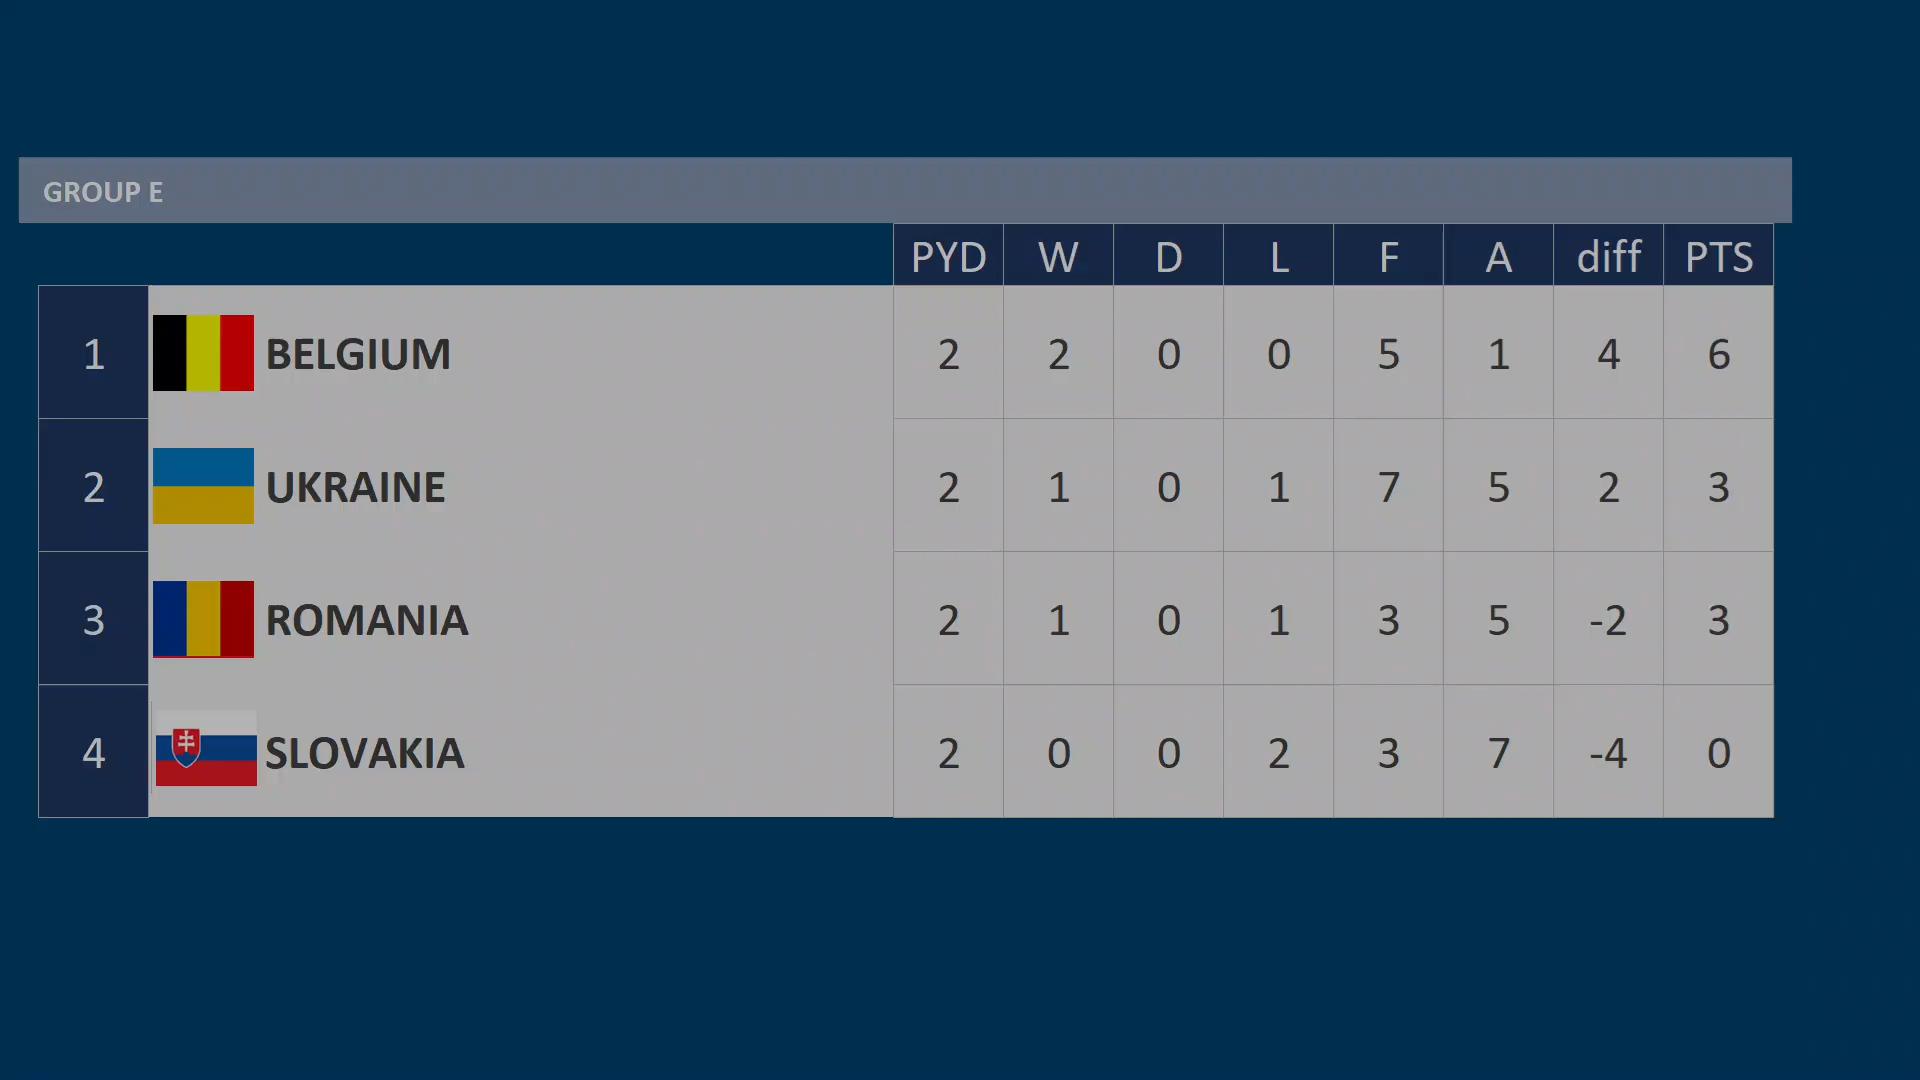 GROUP E
PYD W D L F A diff PTS
1 BELGIUM 2 2 0 0 5 1 4 6
2 UKRAINE 2 1 0 1 7 5 2 3
3 ROMANIA 2 1 0 1 3 5 -2 3
4 SLOVAKIA 2 0 0 2 3 7 -4 0